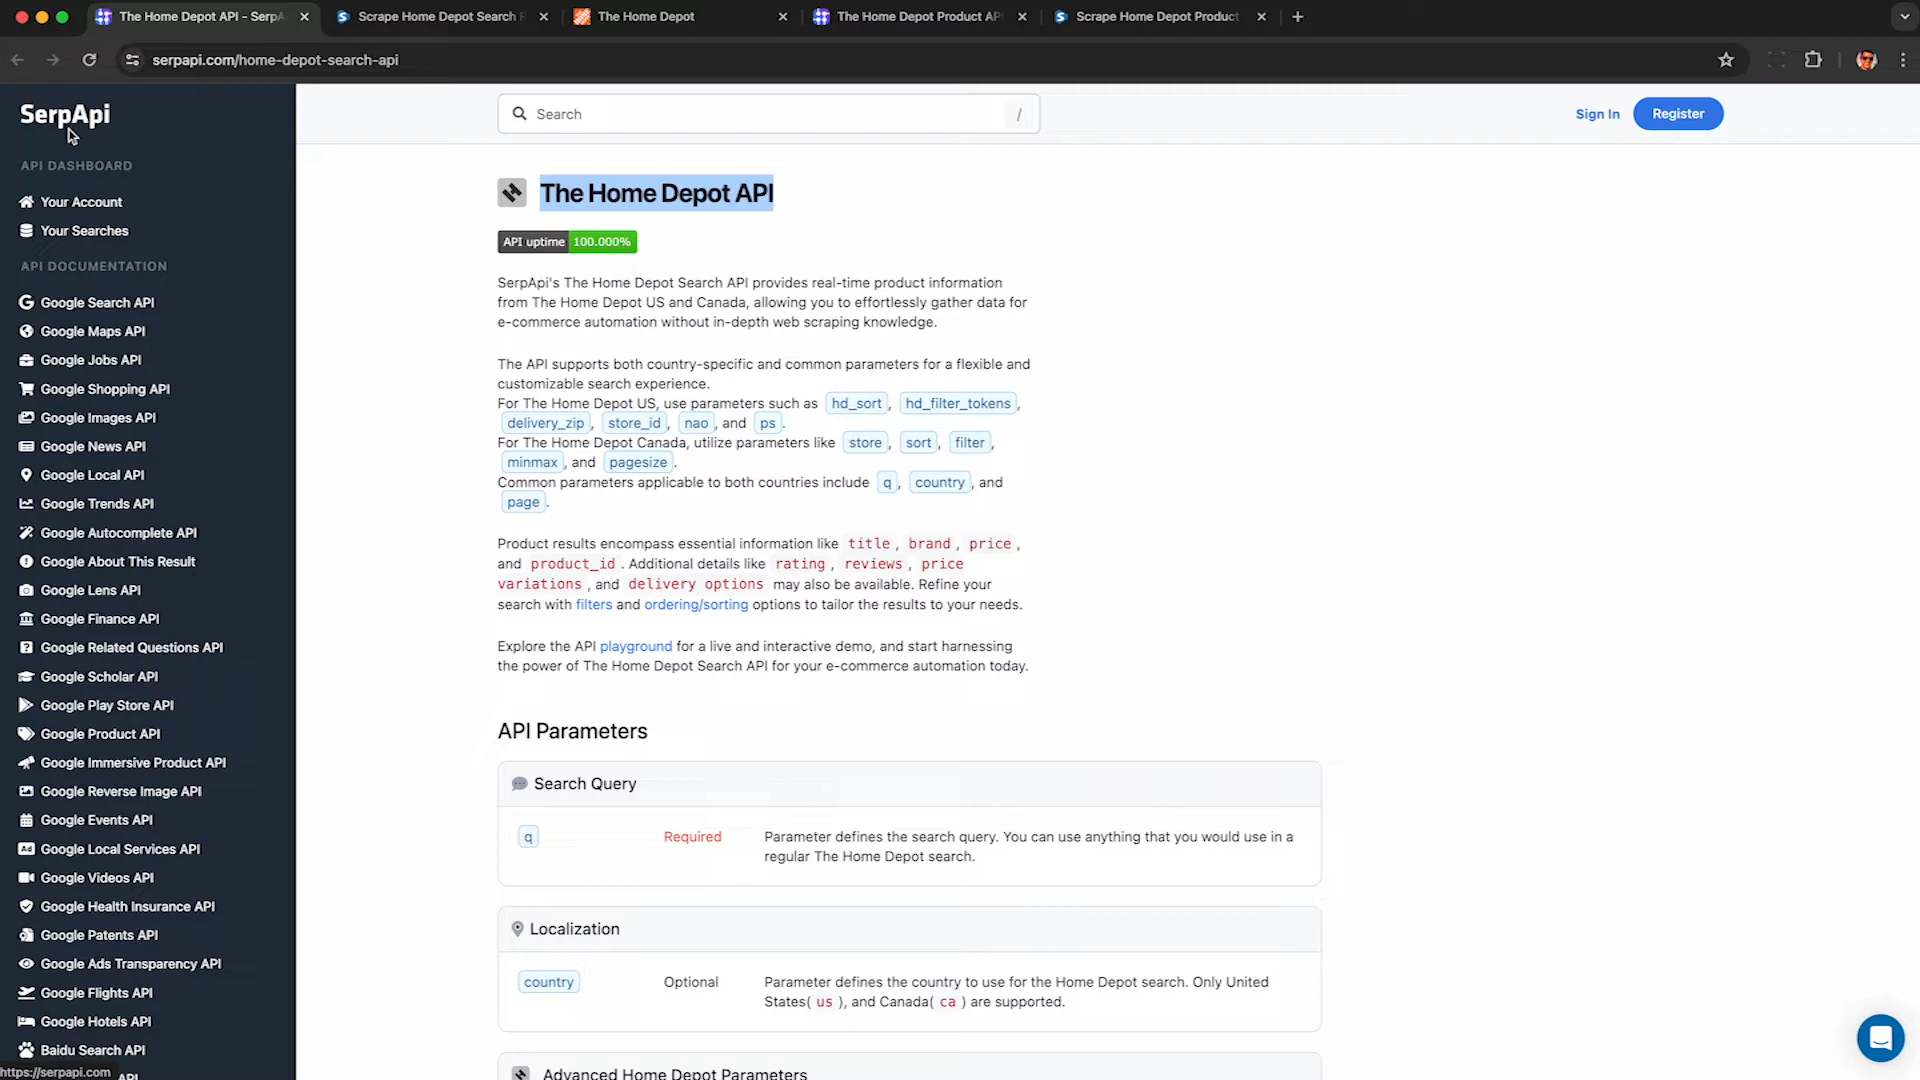 The Home Depot API - SerpA
Scrape Home Depot Search R
The Home Depot
The Home Depot Product AP
Scrape Home Depot Product
serpapi.com/home-depot-search-api
SerpApi
API DASHBOARD
Your Account
Your Searches
API DOCUMENTATION
Google Search API
Google Maps API
Google Jobs API
Google Shopping API
Google Images API
Google News API
Google Local API
Google Trends API
Google Autocomplete API
Google About This Result
Google Lens API
Google Finance API
Google Related Questions API
Google Scholar API
Google Play Store API
Google Product API
Google Immersive Product API
Google Reverse Image API
Google Events API
Google Local Services API
Google Videos API
Google Health Insurance API
Google Patents API
Google Ads Transparency API
Google Flights API
Google Hotels API
Baidu Search API
https://serpapi.com
Search
/
Sign In
Register
The Home Depot API
API uptime 100.000%
SerpApi's The Home Depot Search API provides real-time product information
from The Home Depot US and Canada, allowing you to effortlessly gather data for
e-commerce automation without in-depth web scraping knowledge.
The API supports both country-specific and common parameters for a flexible and
customizable search experience.
For The Home Depot US, use parameters such as hd_sort, hd_filter_tokens,
delivery_zip, store_id, nao, and ps.
For The Home Depot Canada, utilize parameters like store, sort, filter,
minmax, and pagesize.
Common parameters applicable to both countries include q, country, and
page.
Product results encompass essential information like title, brand, price,
and product_id. Additional details like rating, reviews, price
variations, and delivery options may also be available. Refine your
search with filters and ordering/sorting options to tailor the results to your needs.
Explore the API playground for a live and interactive demo, and start harnessing
the power of The Home Depot Search API for your e-commerce automation today.
API Parameters
Search Query
q Required Parameter defines the search query. You can use anything that you would use in a
regular The Home Depot search.
Localization
country Optional Parameter defines the country to use for the Home Depot search. Only United
States( us ), and Canada( ca ) are supported.
Advanced Home Depot Parameters